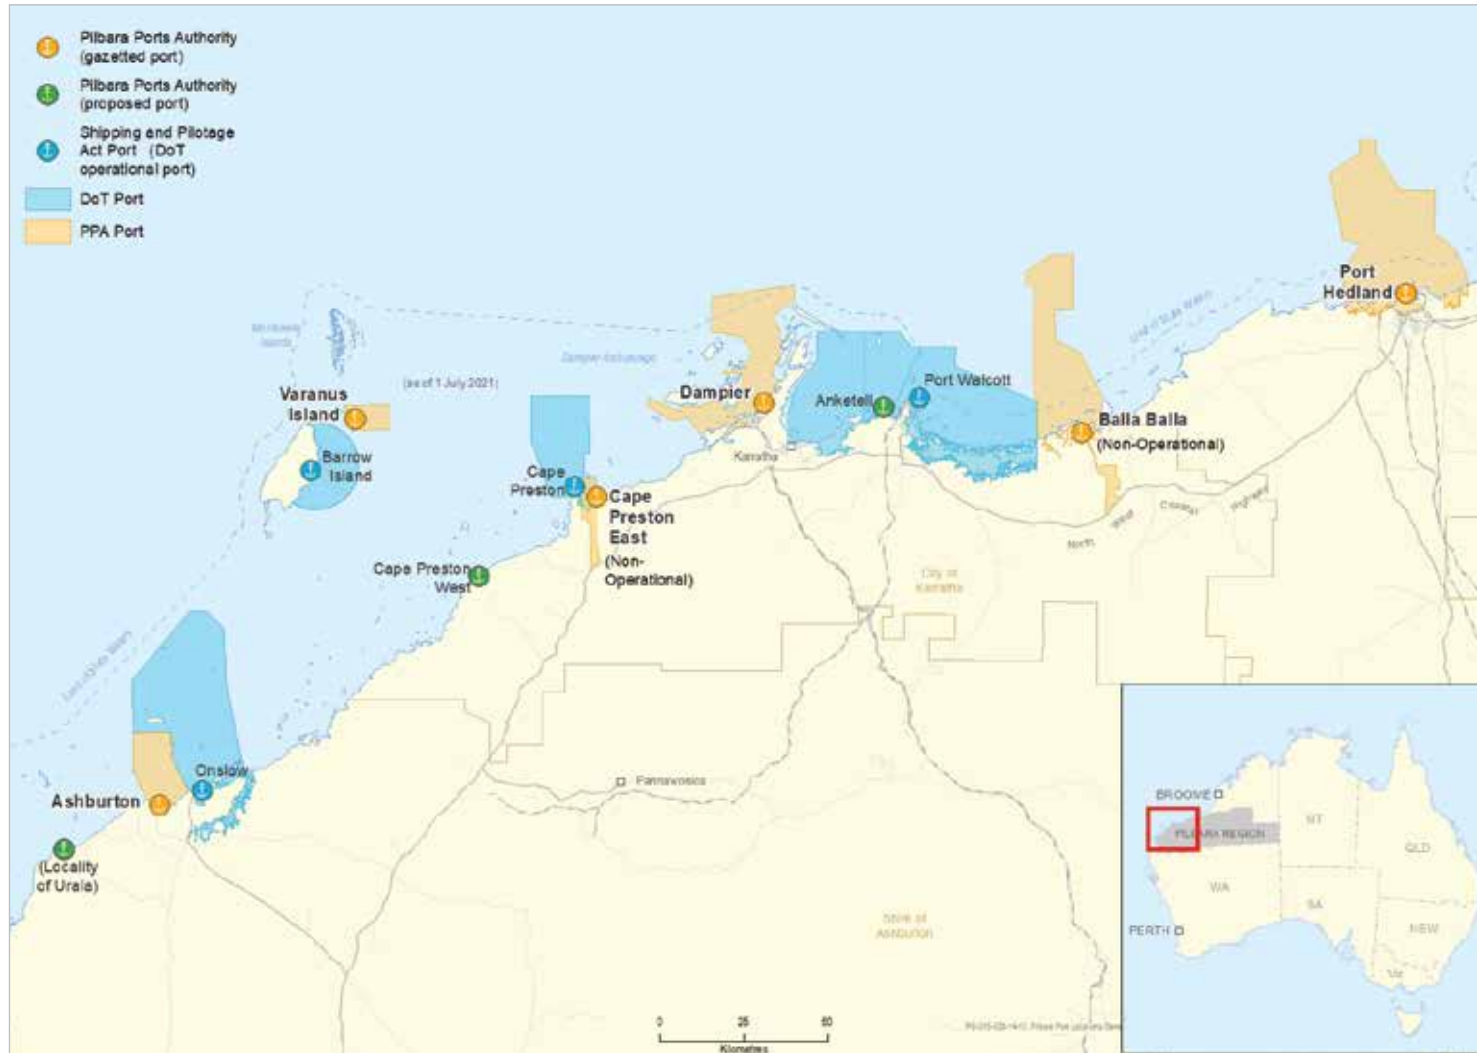 Pilbara Ports Authority
(gazetted port)
Pilbara Ports Authority
(proposed port)
Shipping and Pilotage
Act Port (DoT
operational port)
DoT Port
PPA Port
Port
Hedland
(as of 1 July 2021)
Varanus
Island
Dampier
Anketell
Port Walcott
Balla Balla
(Non-Operational)
Barrow
Island
Karratha
Cape
Preston
Cape
Preston
East
(Non-
Operational)
North West Coastal Highway
Cape Preston
West
City of
Karratha
Onslow
Pannawonica
Ashburton
(Locality
of Urala)
Shire of
Ashburton
BROOME
PILBARA REGION
NT
QLD
WA
SA
NEW
PERTH
0 25 50
Kilometres